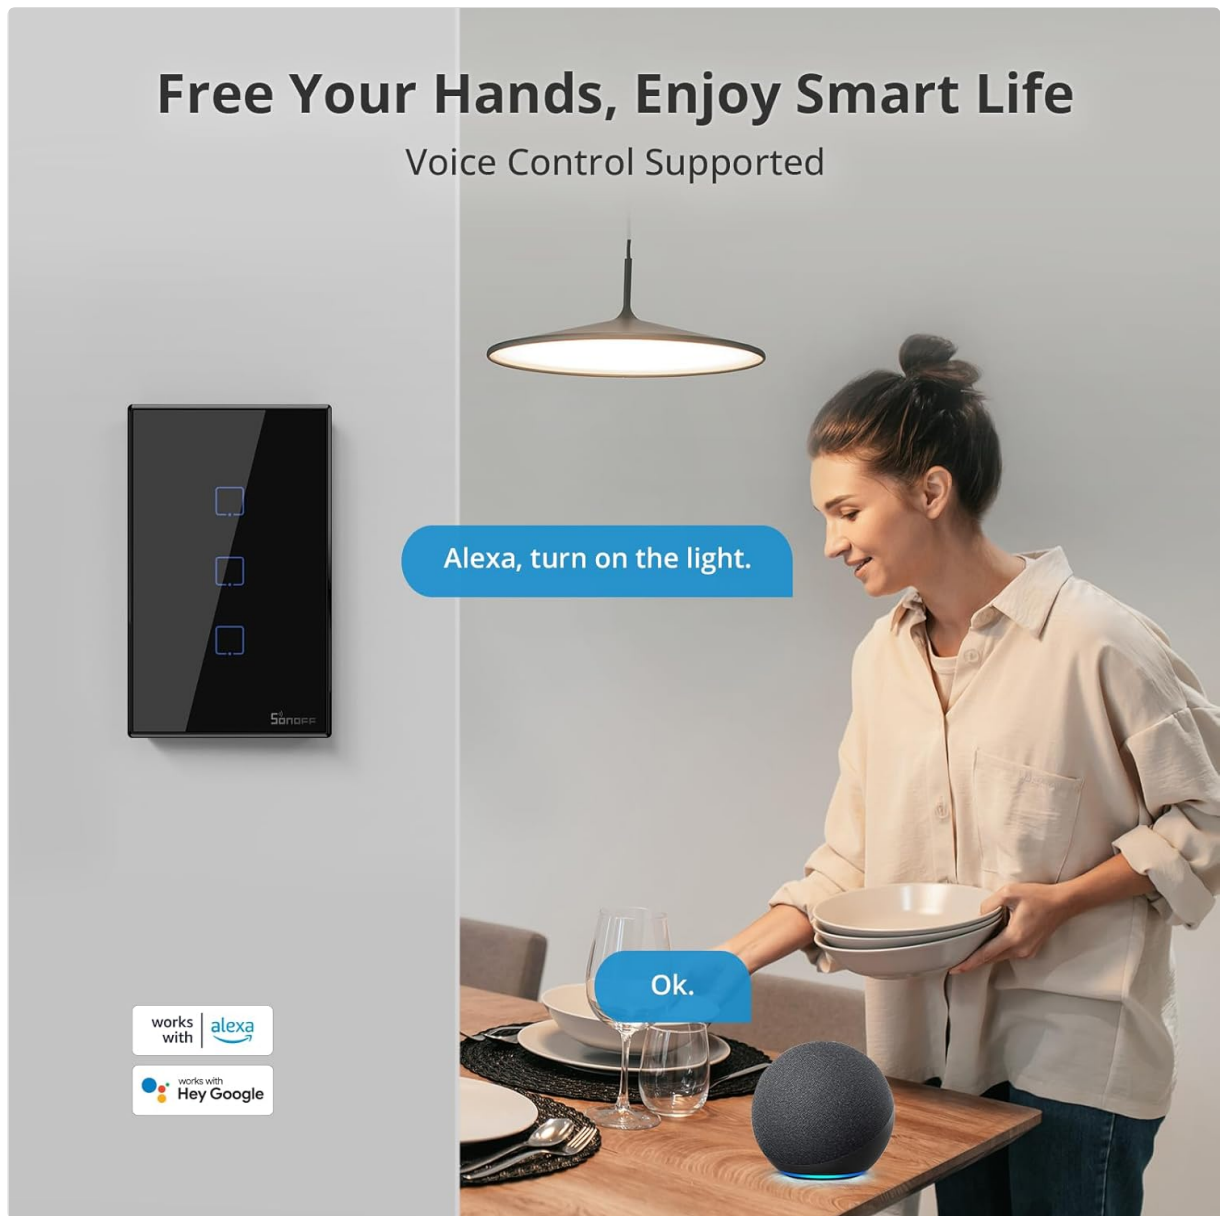 Free Your Hands, Enjoy Smart Life
Voice Control Supported
Alexa, turn on the light.
SONOFF
Ok.
works with | alexa
works with
Hey Google